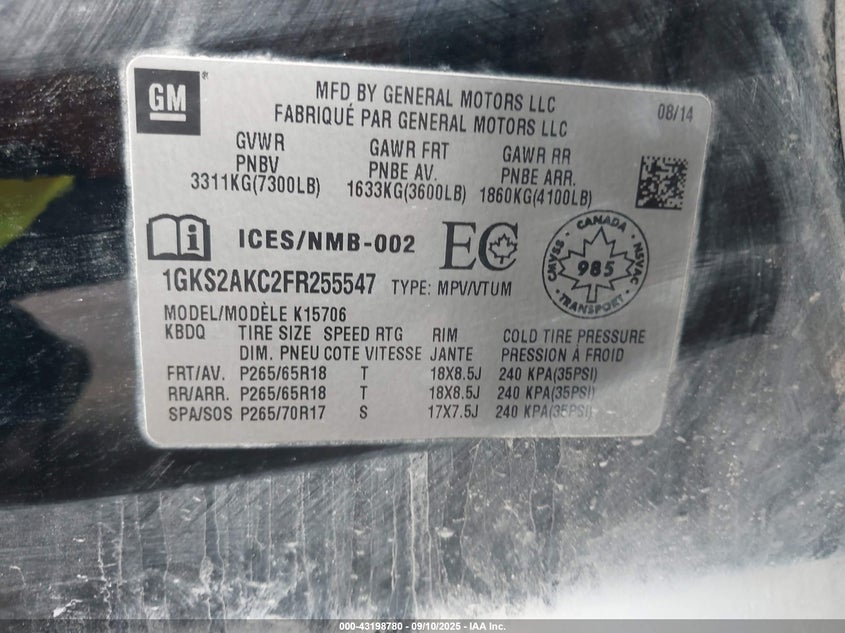 GM
MFD BY GENERAL MOTORS LLC
FABRIQUÉ PAR GENERAL MOTORS LLC
08/14
GVWR GAWR FRT GAWR RR
PNBV PNBE AV. PNBE ARR.
3311KG(7300LB) 1633KG(3600LB) 1860KG(4100LB)
i ICES/NMB-002 EC
CANADA
CMVSS 985 NSVAC
TRANSPORT
1GKS2AKC2FR255547 TYPE: MPV/VTUM
MODEL/MODÈLE K15706
KBDQ TIRE SIZE SPEED RTG RIM COLD TIRE PRESSURE
DIM. PNEU COTE VITESSE JANTE PRESSION À FROID
FRT/AV. P265/65R18 T 18X8.5J 240 KPA(35PSI)
RR/ARR. P265/65R18 T 18X8.5J 240 KPA(35PSI)
SPA/SOS P265/70R17 S 17X7.5J 240 KPA(35PSI)
000-43198780 - 09/10/2025 - IAA Inc.